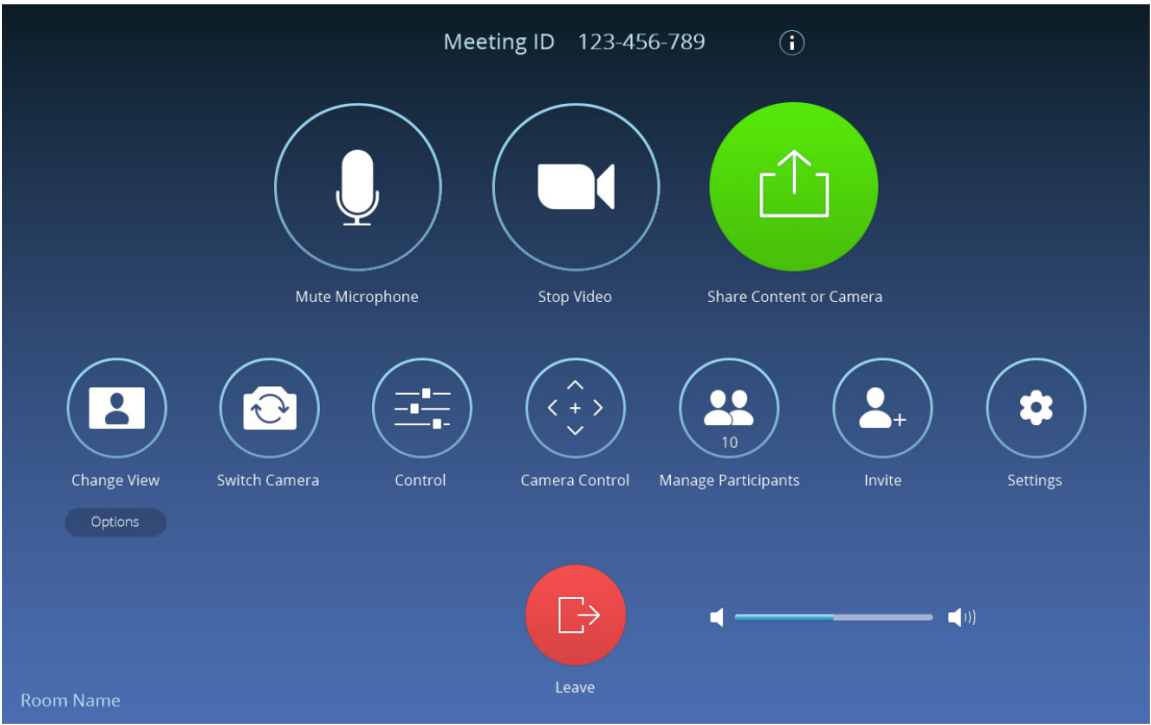 Meeting ID 123-456-789
Mute Microphone
Stop Video
Share Content or Camera
10
Change View
Switch Camera
Control
Camera Control
Manage Participants
Invite
Settings
Options
Leave
Room Name